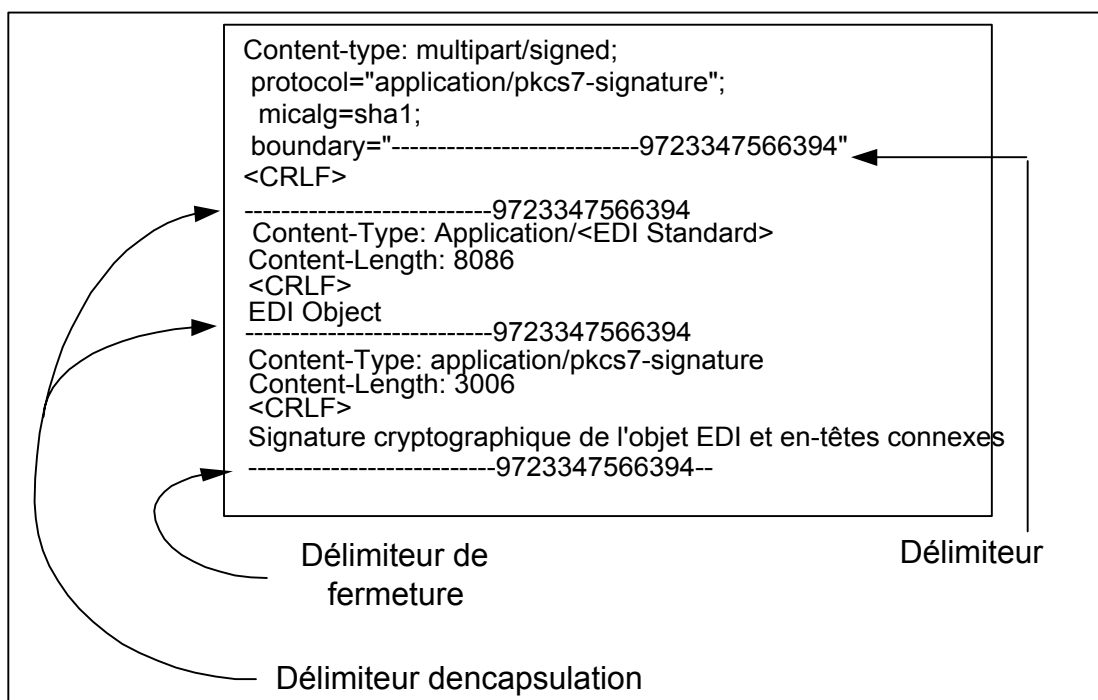 Content-type: multipart/signed;
protocol="application/pkcs7-signature";
micalg=sha1;
boundary="---------------------------9723347566394"
<CRLF>
---------------------------9723347566394
Content-Type: Application/<EDI Standard>
Content-Length: 8086
<CRLF>
EDI Object
---------------------------9723347566394
Content-Type: application/pkcs7-signature
Content-Length: 3006
<CRLF>
Signature cryptographique de l'objet EDI et en-têtes connexes
---------------------------9723347566394--
Délimiteur de
fermeture
Délimiteur
Délimiteur dencapsulation